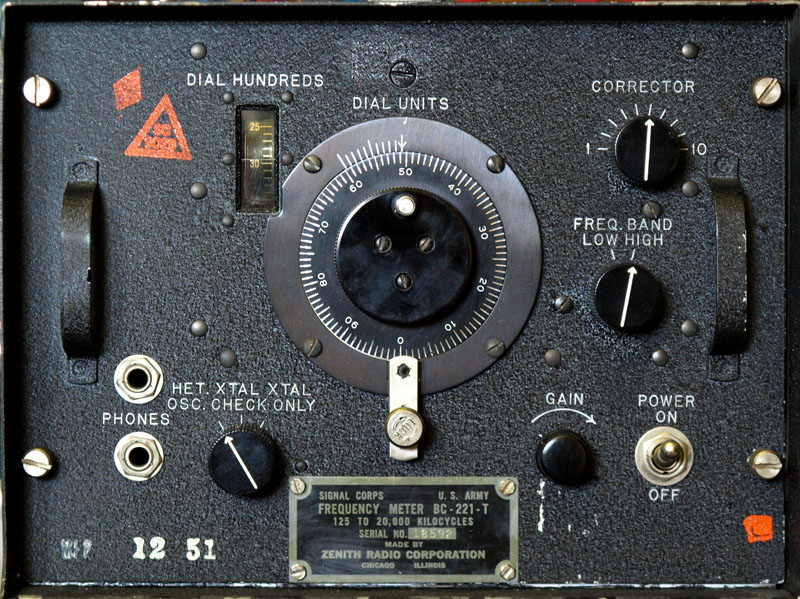 DIAL HUNDREDS
25
30
DIAL UNITS
60
50
40
70
30
80
20
90
10
0
CORRECTOR
1
10
FREQ. BAND
LOW HIGH
HET. XTAL XTAL
OSC. CHECK ONLY
PHONES
GAIN
POWER
ON
OFF
LOCK
SIGNAL CORPS U. S. ARMY
FREQUENCY METER BC-221-T
125 TO 20,000 KILOCYCLES
SERIAL NO. 18592
MADE BY
ZENITH RADIO CORPORATION
CHICAGO ILLINOIS
12 51